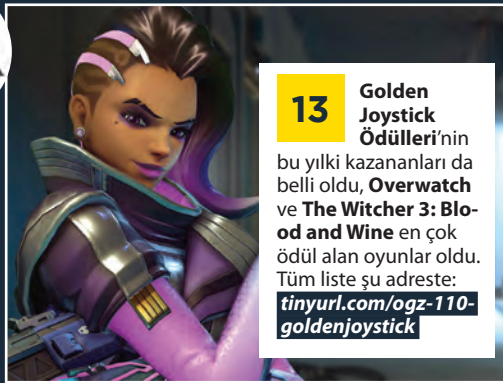 13 Golden
Joystick
Ödülleri’nin
bu yılki kazananları da
belli oldu, Overwatch
ve The Witcher 3: Blo-
od and Wine en çok
ödül alan oyunlar oldu.
Tüm liste şu adreste:
tinyurl.com/ogz-110-
goldenjoystick